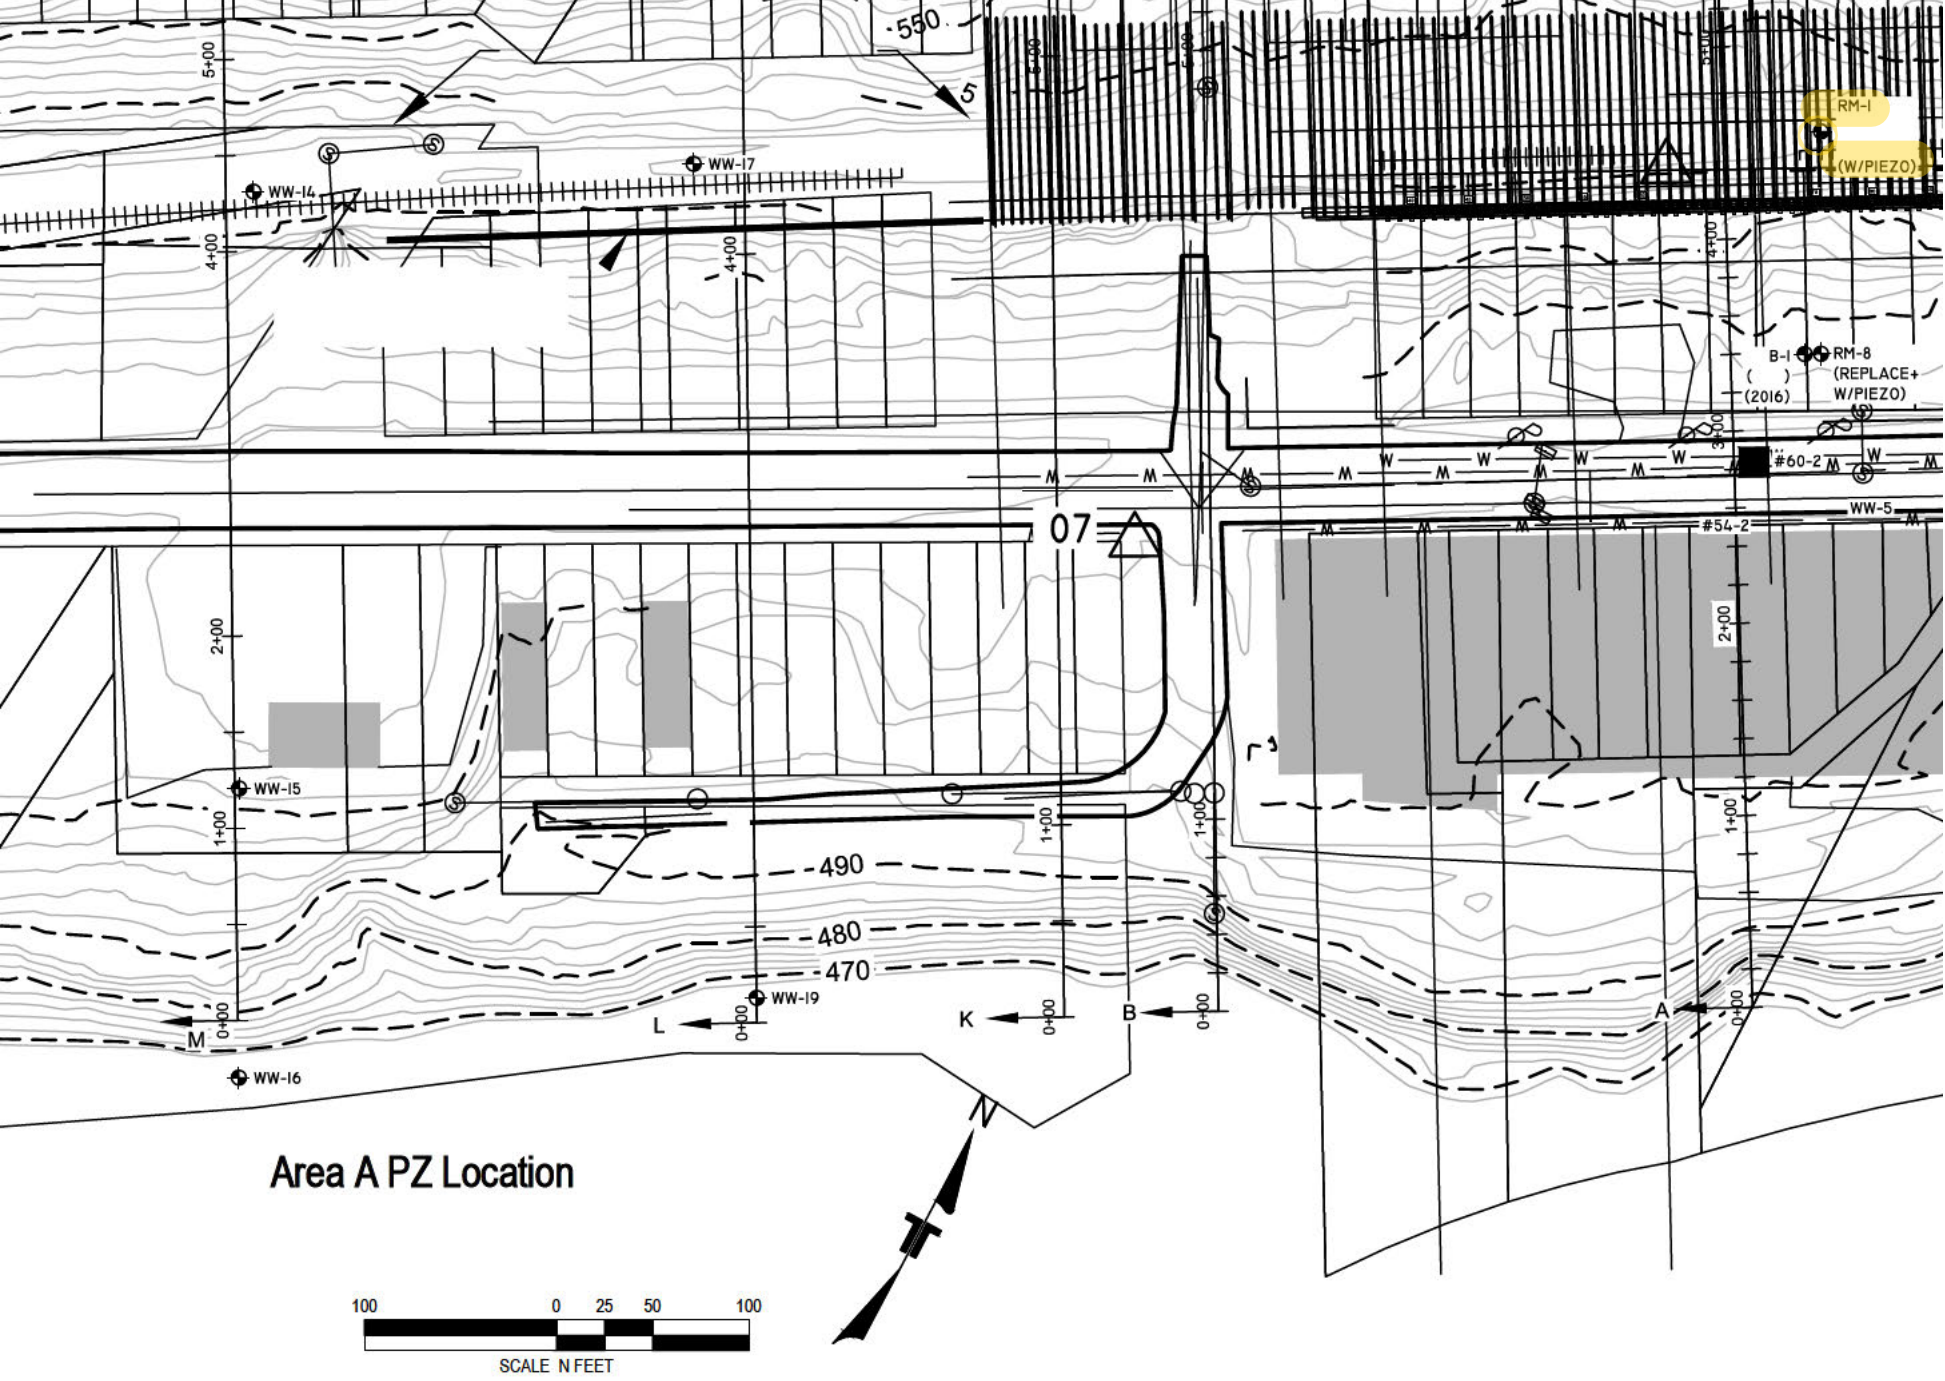 550
5+00
5+00
5+00
5+00
5
RM-1
(W/PIEZO)
S
S
WW-17
WW-14
4+00
4+00
4+00
B-1
RM-8
( )
(REPLACE+
(2016)
W/PIEZO)
3+00
W
W
W
W
W
W
W
W
W
W
W
W
W
S
S
#60-2
WW-5
07
#54-2
W
W
W
W
2+00
2+00
WW-15
S
1+00
1+00
1+00
1+00
490
480
470
S
WW-19
M
0+00
L
0+00
K
0+00
B
0+00
A
0+00
WW-16
N
Area A PZ Location
100 0 25 50 100
SCALE N FEET